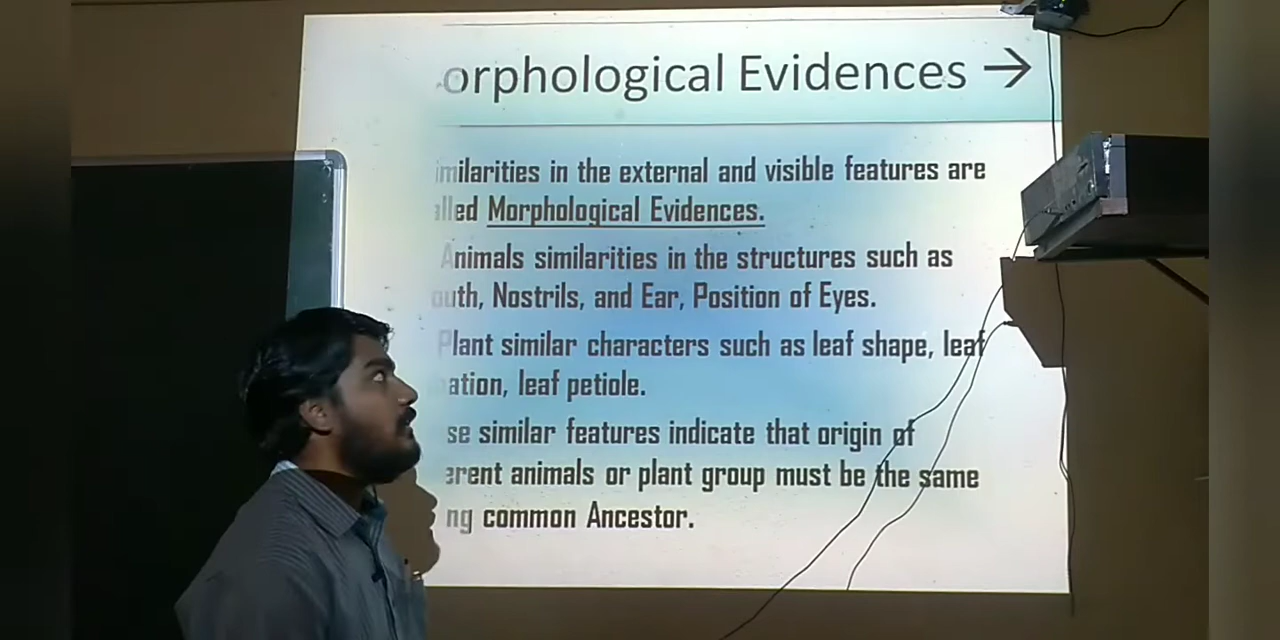 orphological Evidences →
milarities in the external and visible features are
lled Morphological Evidences.
Animals similarities in the structures such as
outh, Nostrils, and Ear, Position of Eyes.
Plant similar characters such as leaf shape, leaf
ation, leaf petiole.
se similar features indicate that origin of
erent animals or plant group must be the same
ng common Ancestor.